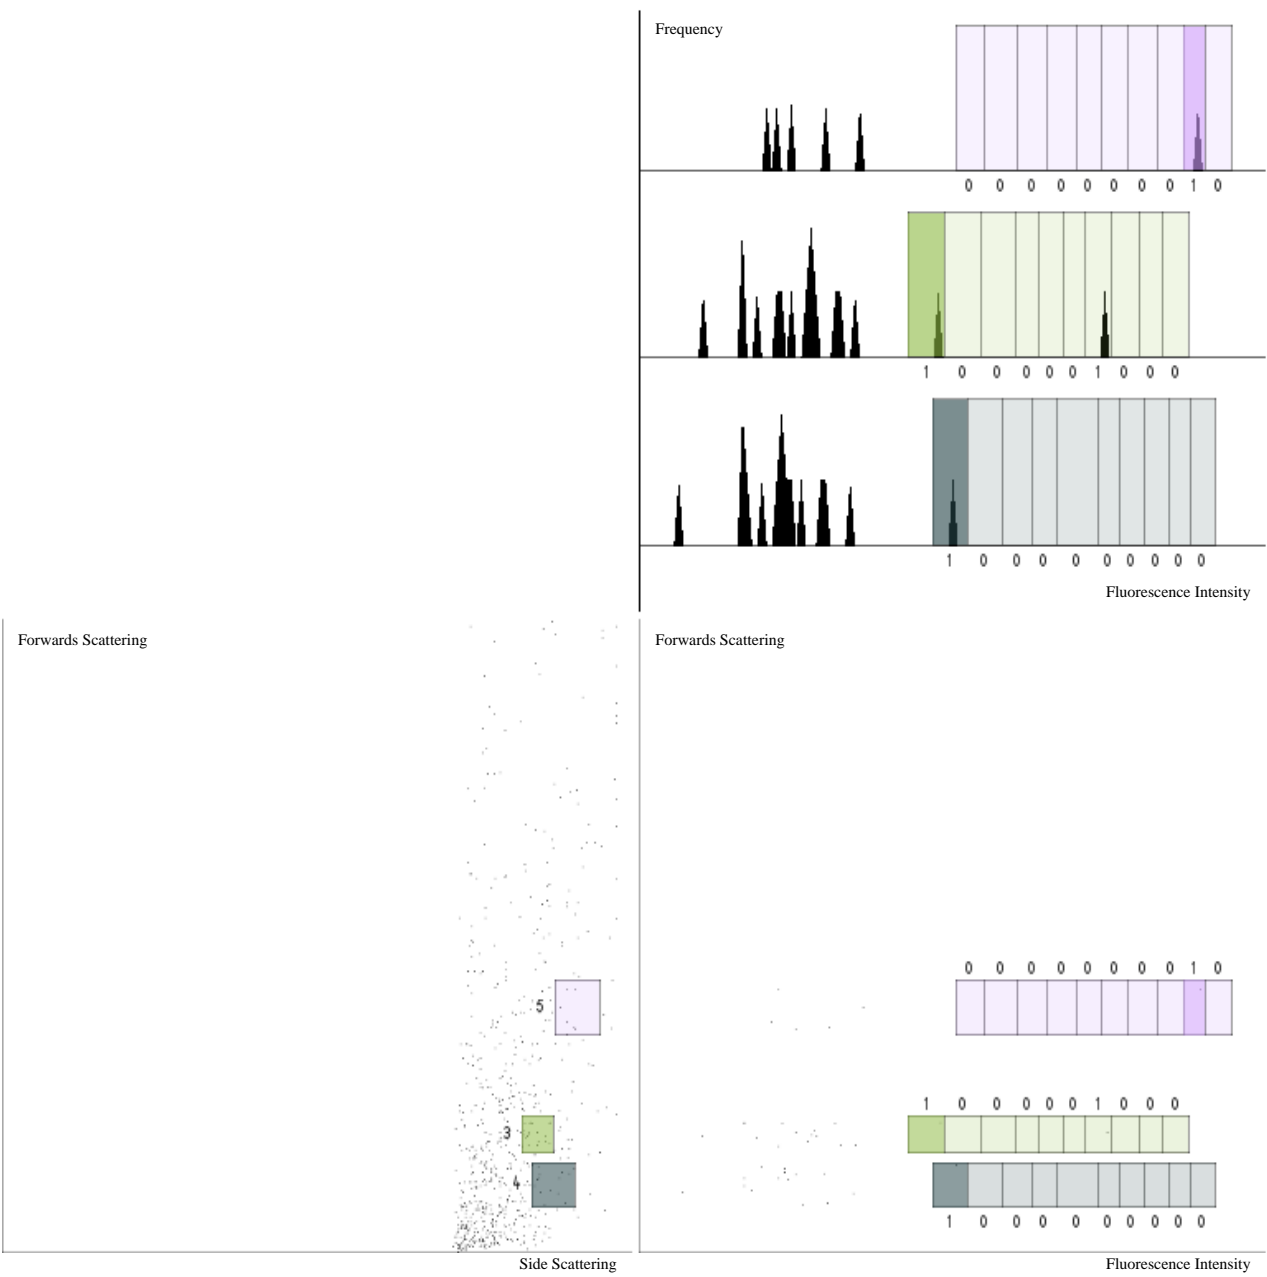 Frequency
0 0 0 0 0 0 0 0 1 0
1 0 0 0 0 0 1 0 0 0
1 0 0 0 0 0 0 0 0 0
Fluorescence Intensity
Forwards Scattering
5
3
4
Side Scattering
Forwards Scattering
0 0 0 0 0 0 0 0 1 0
1 0 0 0 0 0 1 0 0 0
1 0 0 0 0 0 0 0 0 0
Fluorescence Intensity